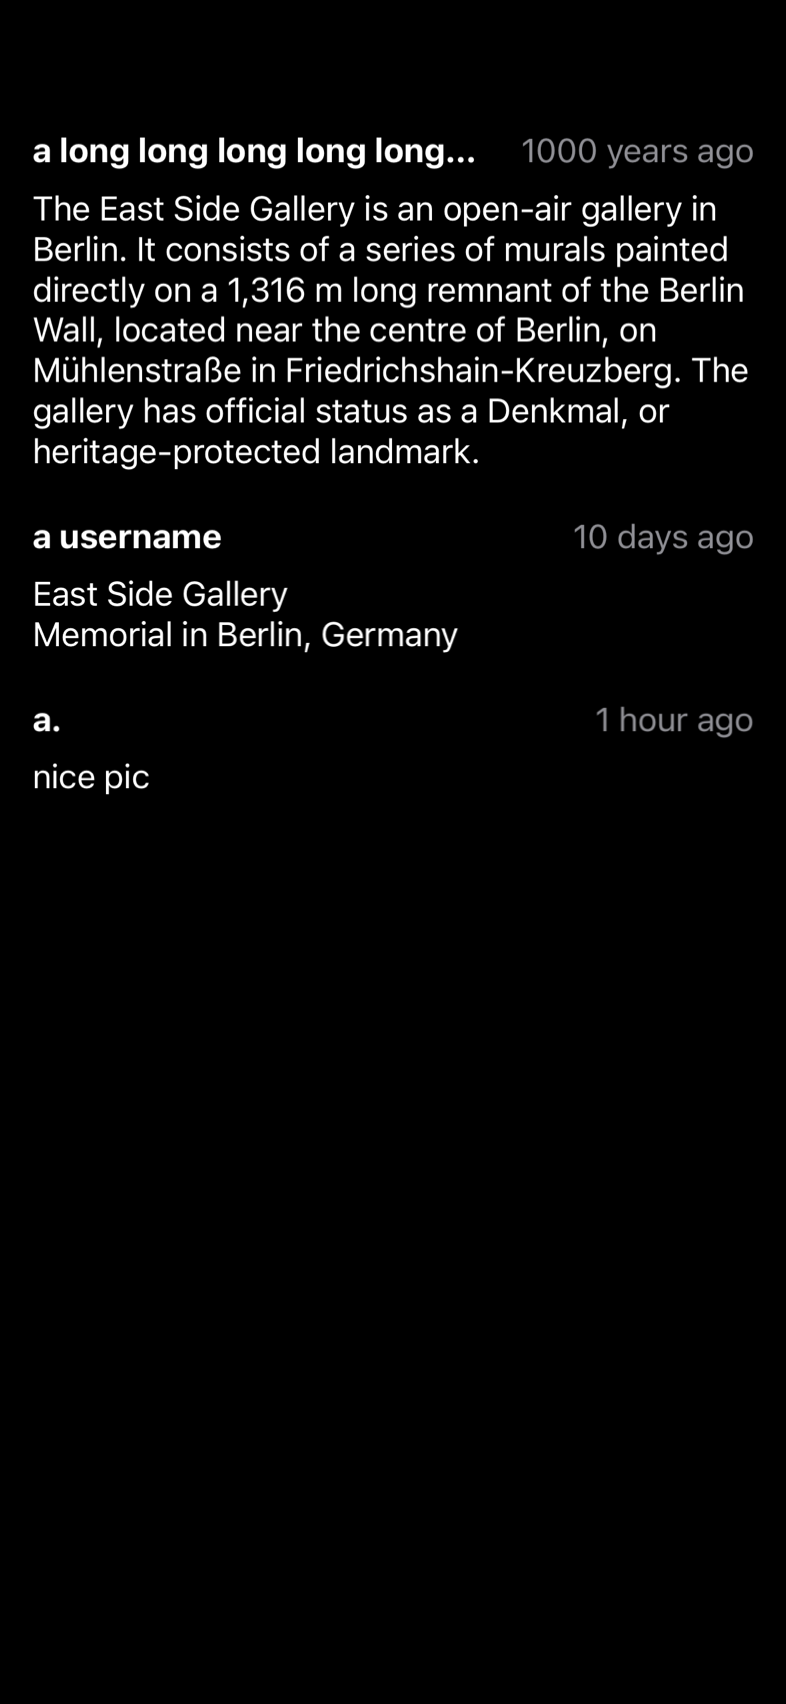 a long long long long long...
1000 years ago
The East Side Gallery is an open-air gallery in
Berlin. It consists of a series of murals painted
directly on a 1,316 m long remnant of the Berlin
Wall, located near the centre of Berlin, on
Mühlenstraße in Friedrichshain-Kreuzberg. The
gallery has official status as a Denkmal, or
heritage-protected landmark.
a username
10 days ago
East Side Gallery
Memorial in Berlin, Germany
a.
1 hour ago
nice pic